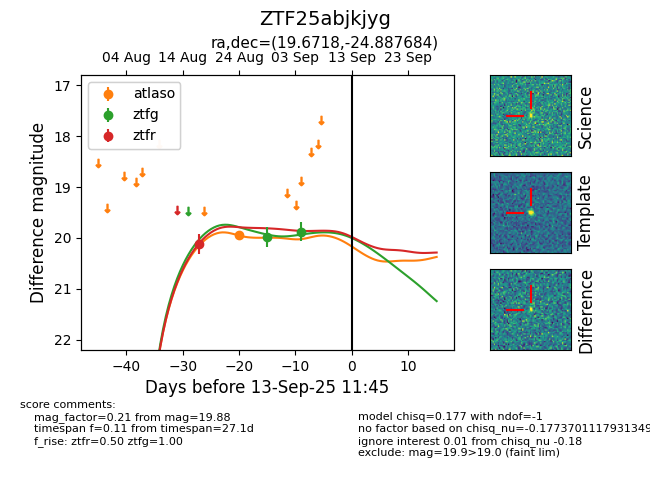 ZTF25abjkjyg
ra,dec=(19.6718,-24.887684)
04 Aug 14 Aug 24 Aug 03 Sep 13 Sep 23 Sep
17
18
19
20
21
22
Difference magnitude
atlaso
ztfg
ztfr
−40 −30 −20 −10 0 10
Days before 13-Sep-25 11:45
Science
Template
Difference
score comments:
mag_factor=0.21 from mag=19.88
timespan f=0.11 from timespan=27.1d
f_rise: ztfr=0.50 ztfg=1.00
model chisq=0.177 with ndof=-1
no factor based on chisq_nu=-0.1773701117931349
ignore interest 0.01 from chisq_nu -0.18
exclude: mag=19.9>19.0 (faint lim)